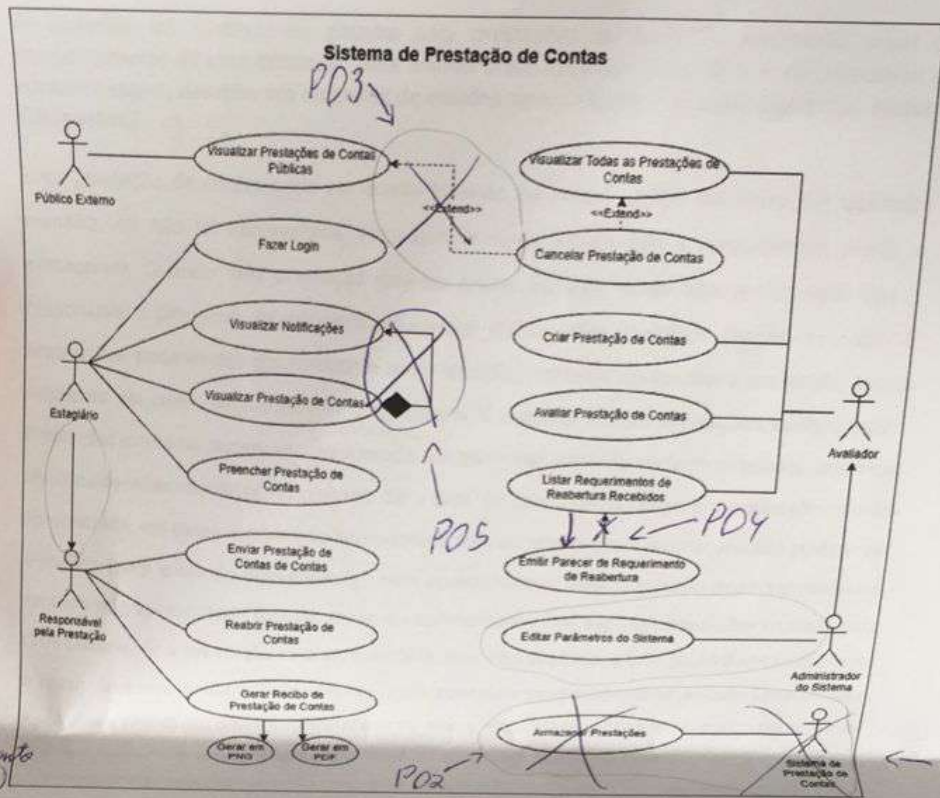 Sistema de Prestação de Contas
PO3
Público Externo
Visualizar Prestações de Contas
Públicas
<<Extend>>
Visualizar Todas as Prestações de
Contas
<<Extend>>
Cancelar Prestação de Contas
Fazer Login
Visualizar Notificações
Criar Prestação de Contas
Estagiário
Visualizar Prestação de Contas
Avaliar Prestação de Contas
Avaliador
Preencher Prestação de
Contas
Listar Requerimentos de
Reabertura Recebidos
PO5
PO4
Enviar Prestação de
Contas de Contas
Emitir Parecer de Requerimento
de Reabertura
Responsável
pela Prestação
Reabrir Prestação de
Contas
Editar Parâmetros do Sistema
Administrador
do Sistema
Gerar Recibo de
Prestação de Contas
Armazenar Prestações
Gerar em
PNG
Gerar em
PDF
PO2
Sistema de
Prestação de
Contas